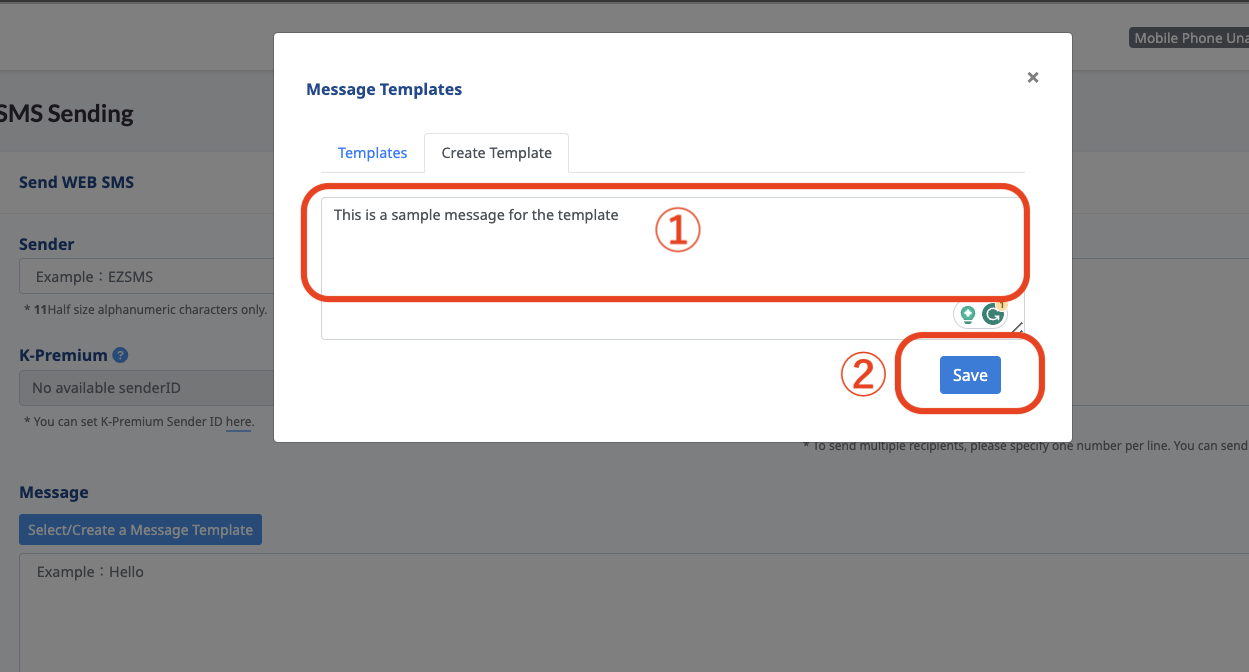 Mobile Phone Una
Message Templates
×
SMS Sending
Templates
Create Template
Send WEB SMS
This is a sample message for the template
①
Sender
Example：EZSMS
* 11Half size alphanumeric characters only.
1
K-Premium ?
②
Save
No available senderID
* You can set K-Premium Sender ID here.
* To send multiple recipients, please specify one number per line. You can send
Message
Select/Create a Message Template
Example：Hello